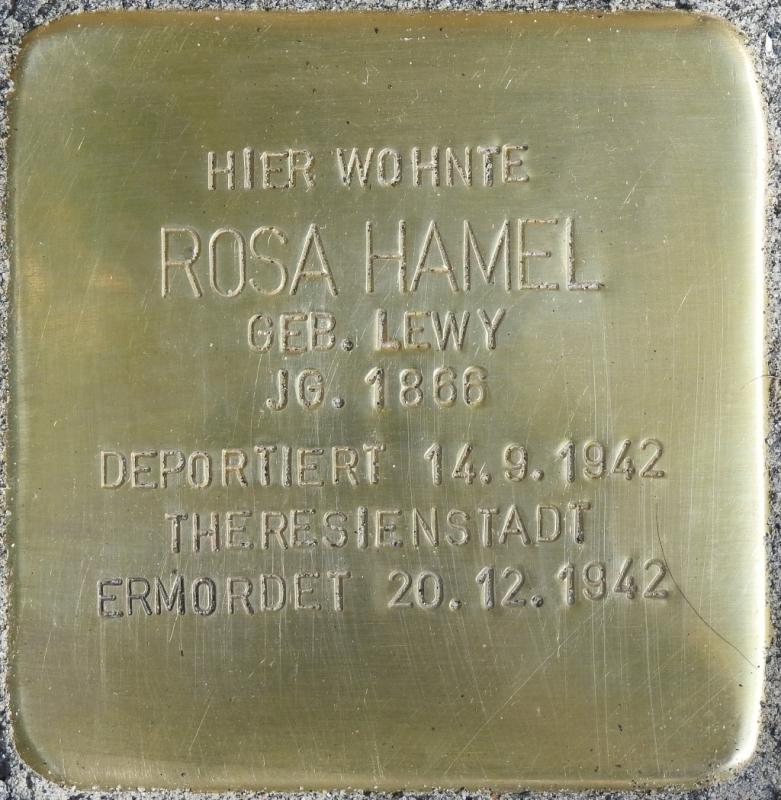 HIER WOHNTE
ROSA HAMEL
GEB. LEWY
JG. 1866
DEPORTIERT 14.9.1942
THERESIENSTADT
ERMORDET 20.12.1942